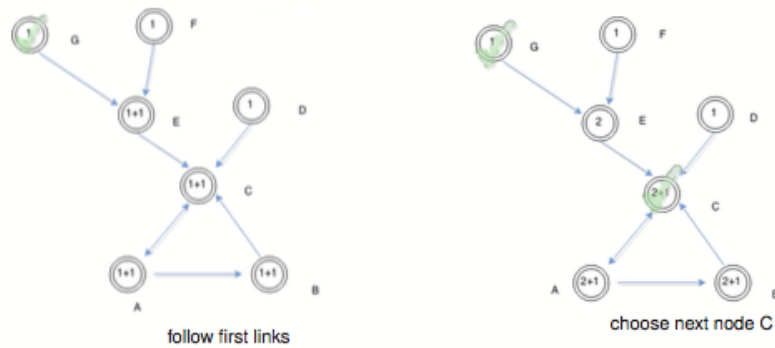 1 G 1 F
1+1 E 1 D
1+1 C
1+1 1+1 B
A
follow first links
1 G 1 F
2 E 1 D
2+1 C
A 2+1 2+1 B
choose next node C